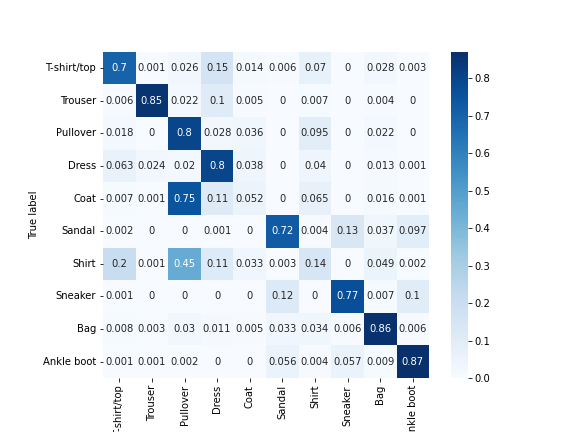 T-shirt/top 0.7 0.001 0.026 0.15 0.014 0.006 0.07 0 0.028 0.003
Trouser 0.006 0.85 0.022 0.1 0.005 0 0.007 0 0.004 0
Pullover 0.018 0 0.8 0.028 0.036 0 0.095 0 0.022 0
Dress 0.063 0.024 0.02 0.8 0.038 0 0.04 0 0.013 0.001
Coat 0.007 0.001 0.75 0.11 0.052 0 0.065 0 0.016 0.001
Sandal 0.002 0 0 0.001 0 0.72 0.004 0.13 0.037 0.097
Shirt 0.2 0.001 0.45 0.11 0.033 0.003 0.14 0 0.049 0.002
Sneaker 0.001 0 0 0 0 0.12 0 0.77 0.007 0.1
Bag 0.008 0.003 0.03 0.011 0.005 0.033 0.034 0.006 0.86 0.006
Ankle boot 0.001 0.001 0.002 0 0 0.056 0.004 0.057 0.009 0.87
True label
-shirt/top
Trouser
Pullover
Dress
Coat
Sandal
Shirt
Sneaker
Bag
nkle boot
0.8
0.7
0.6
0.5
0.4
0.3
0.2
0.1
0.0